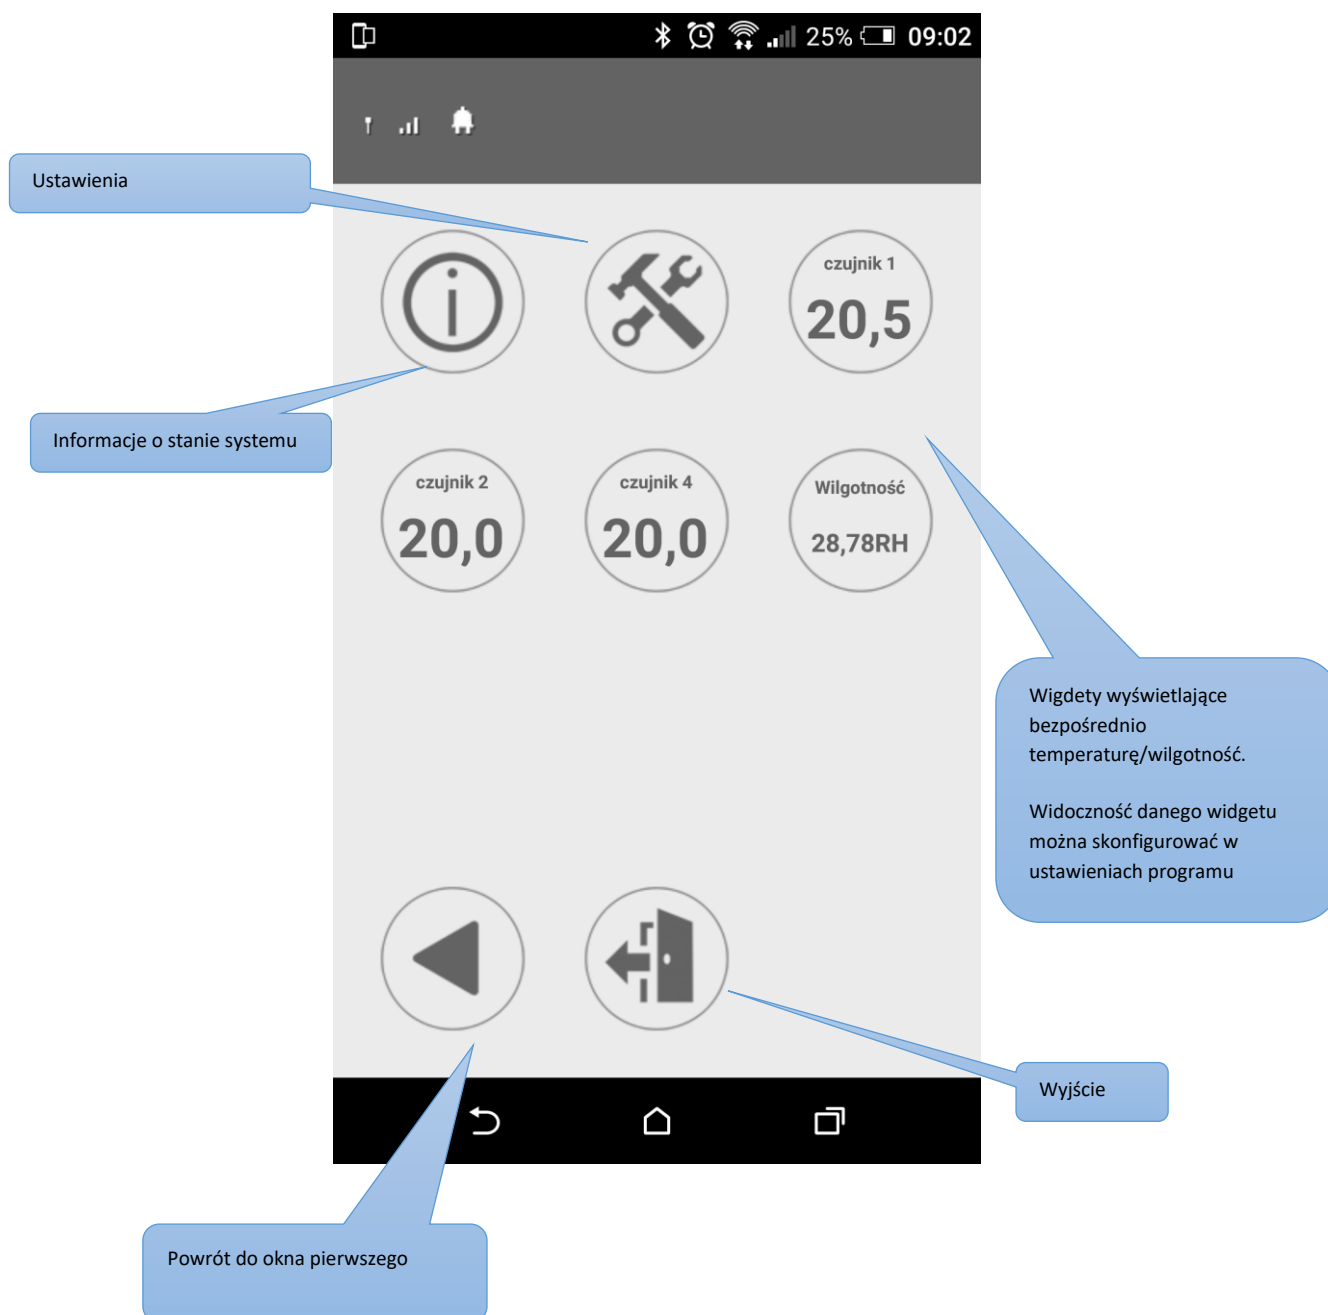 25% 09:02
Ustawienia
czujnik 1
20,5
Informacje o stanie systemu
czujnik 2
20,0
czujnik 4
20,0
Wilgotność
28,78RH
Wigdety wyświetlające
bezpośrednio
temperaturę/wilgotność.
Widoczność danego widgetu
można skonfigurować w
ustawieniach programu
Wyjście
Powrót do okna pierwszego